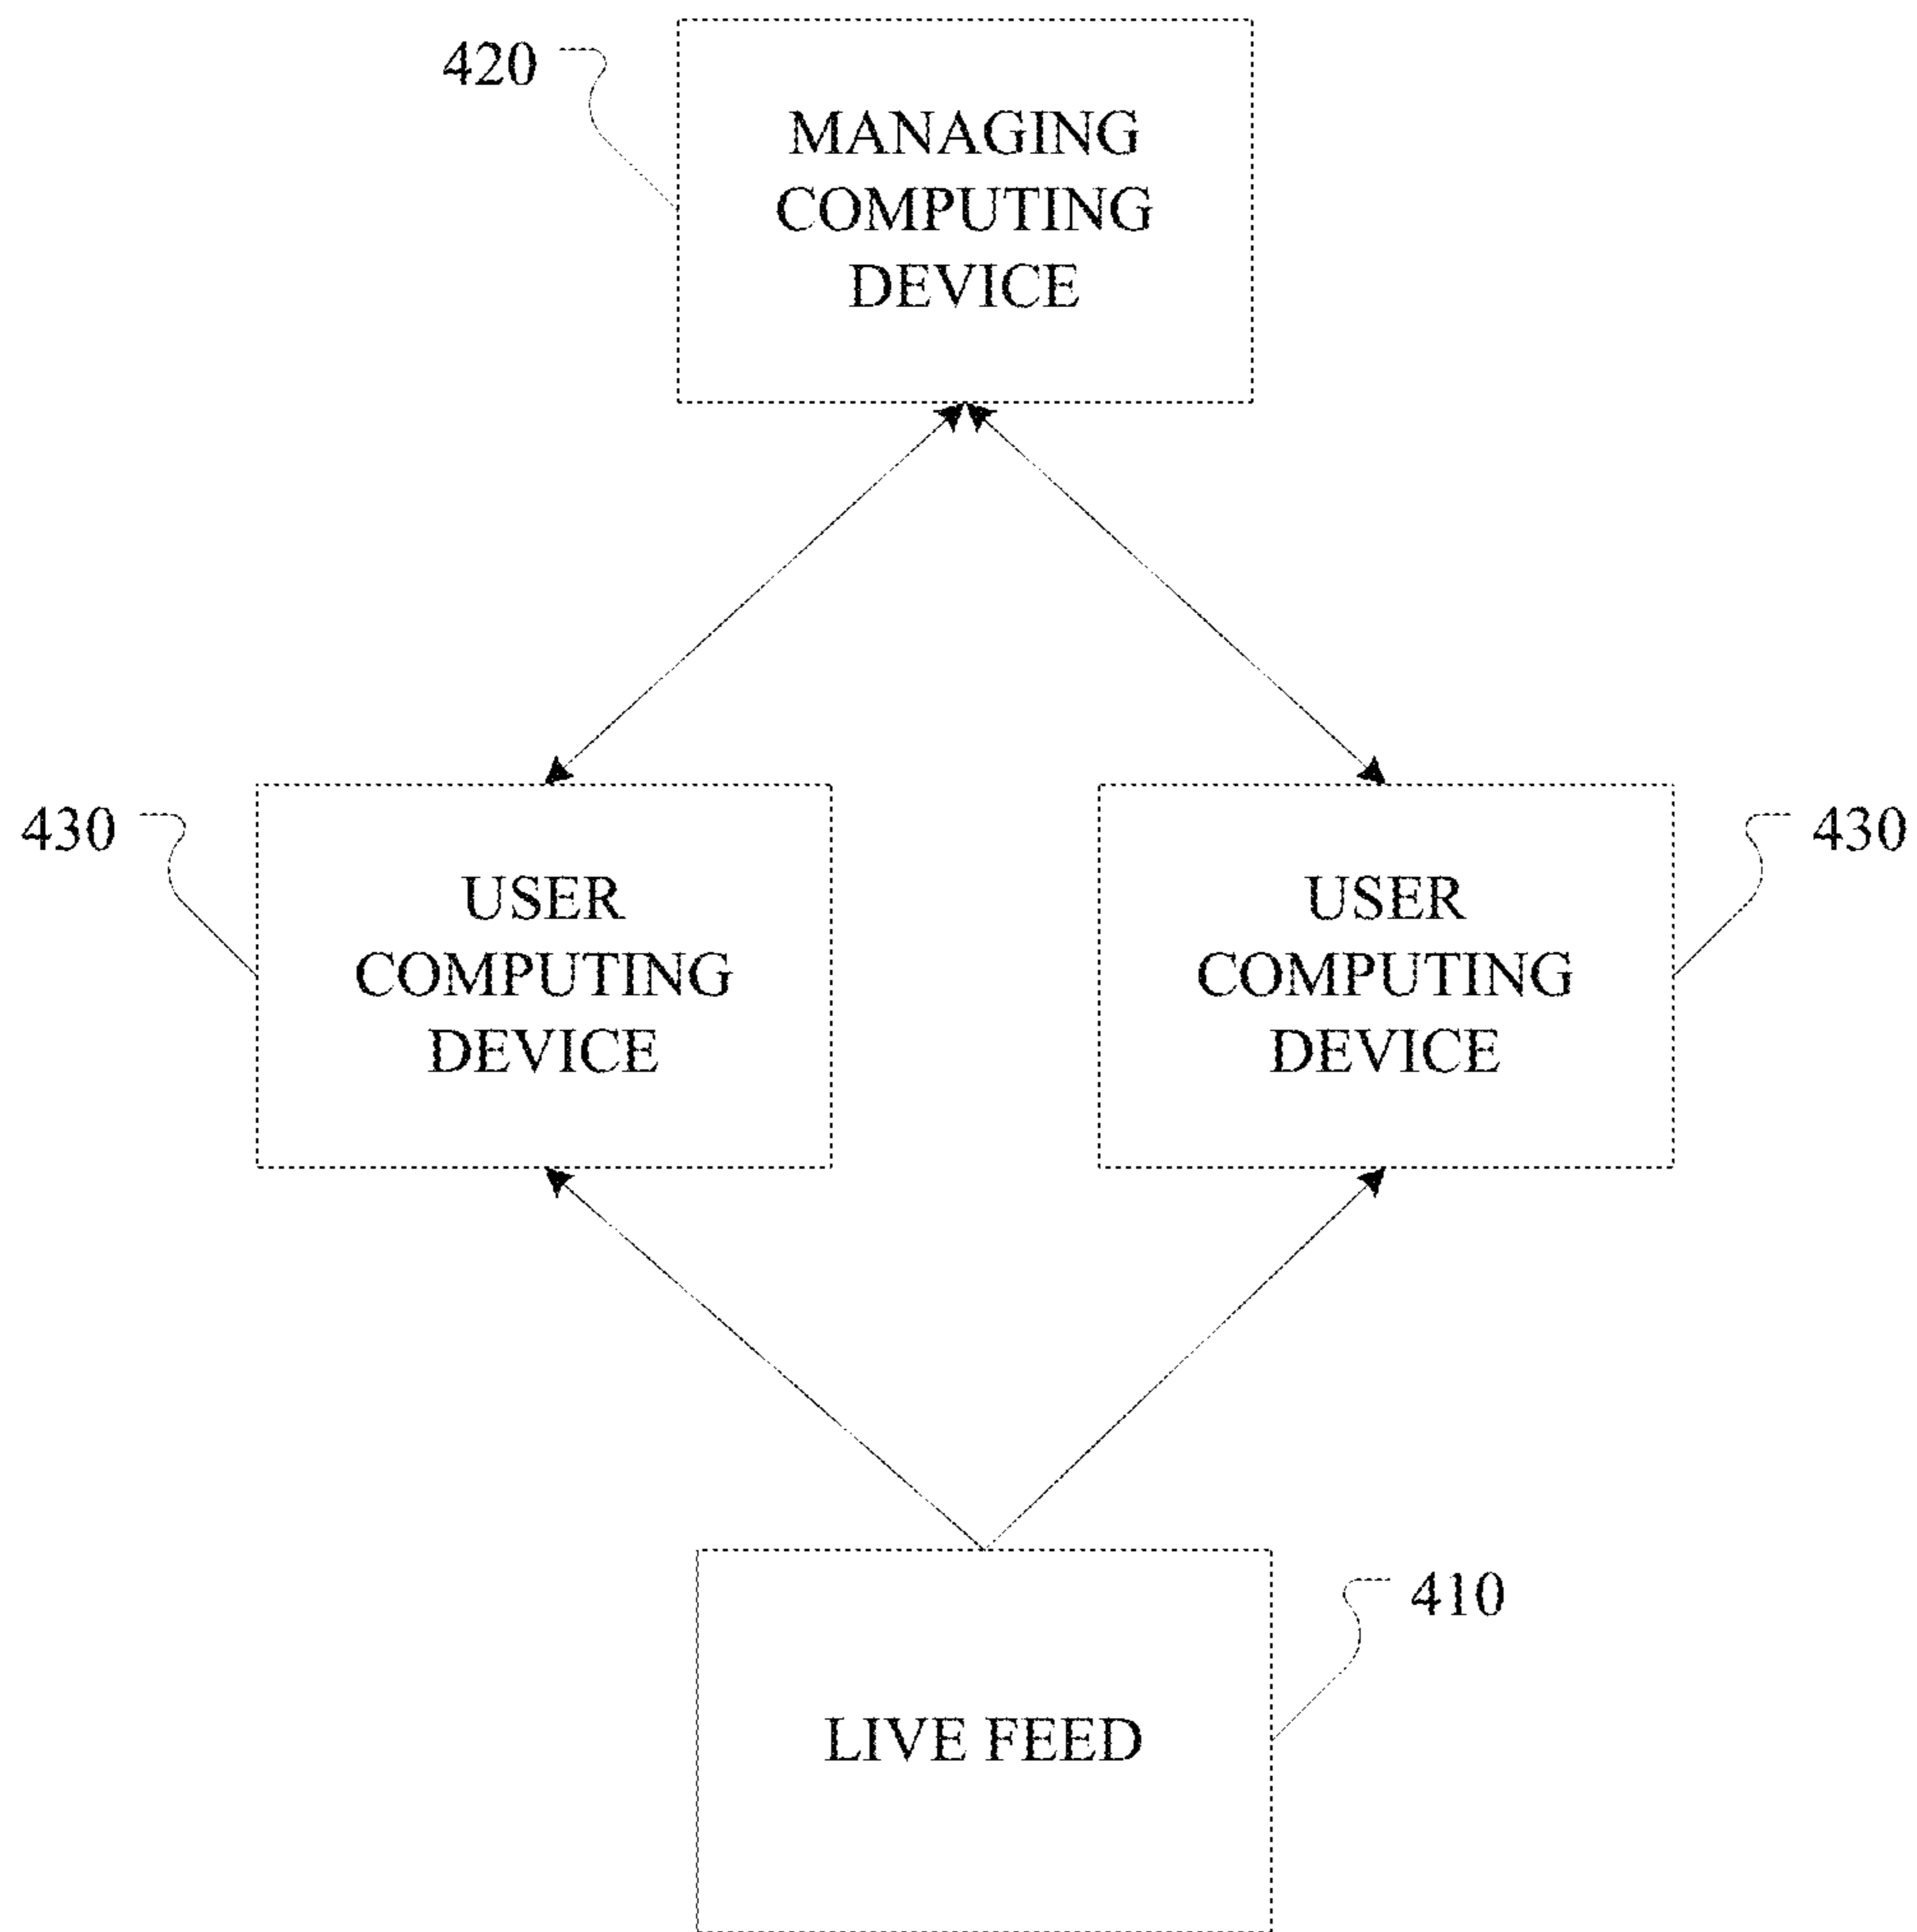 420
MANAGING
COMPUTING
DEVICE
430
USER
COMPUTING
DEVICE
USER
COMPUTING
DEVICE
430
LIVE FEED
410